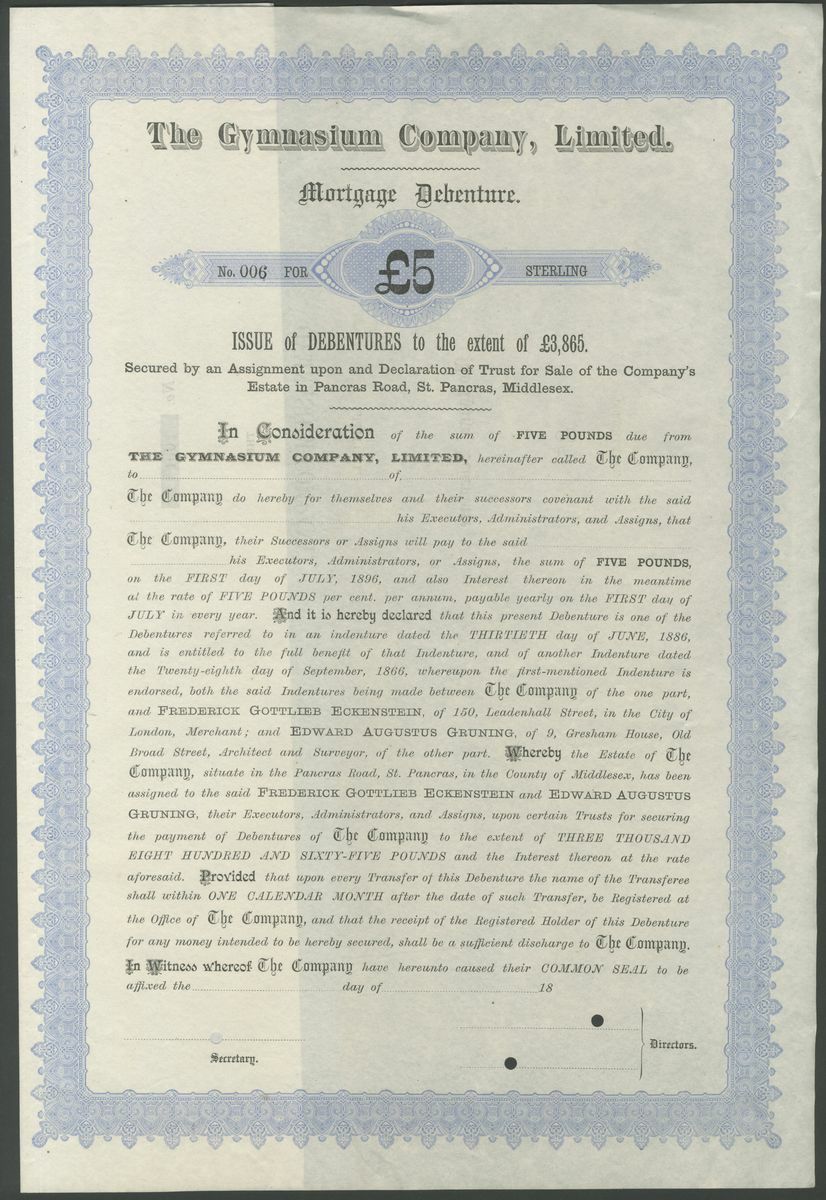 The Gymnasium Company, Limited.
Mortgage Debenture.
No. 006 FOR £5 STERLING
ISSUE of DEBENTURES to the extent of £3,865.
Secured by an Assignment upon and Declaration of Trust for Sale of the Company's
Estate in Pancras Road, St. Pancras, Middlesex.
In Consideration of the sum of FIVE POUNDS due from
THE GYMNASIUM COMPANY, LIMITED, hereinafter called The Company,
to of,
The Company do hereby for themselves and their successors covenant with the said
his Executors, Administrators, and Assigns, that
The Company, their Successors or Assigns will pay to the said
his Executors, Administrators, or Assigns, the sum of FIVE POUNDS,
on the FIRST day of JULY, 1896, and also Interest thereon in the meantime
at the rate of FIVE POUNDS per cent. per annum, payable yearly on the FIRST day of
JULY in every year. And it is hereby declared that this present Debenture is one of the
Debentures referred to in an indenture dated the THIRTIETH day of JUNE, 1886,
and is entitled to the full benefit of that Indenture, and of another Indenture dated
the Twenty-eighth day of September, 1866, whereupon the first-mentioned Indenture is
endorsed, both the said Indentures being made between The Company of the one part,
and FREDERICK GOTTLIEB ECKENSTEIN, of 150, Leadenhall Street, in the City of
London, Merchant; and EDWARD AUGUSTUS GRUNING, of 9, Gresham House, Old
Broad Street, Architect and Surveyor, of the other part. Whereby the Estate of The
Company, situate in the Pancras Road, St. Pancras, in the County of Middlesex, has been
assigned to the said FREDERICK GOTTLIEB ECKENSTEIN and EDWARD AUGUSTUS
GRUNING, their Executors, Administrators, and Assigns, upon certain Trusts for securing
the payment of Debentures of The Company to the extent of THREE THOUSAND
EIGHT HUNDRED AND SIXTY-FIVE POUNDS and the Interest thereon at the rate
aforesaid. Provided that upon every Transfer of this Debenture the name of the Transferee
shall within ONE CALENDAR MONTH after the date of such Transfer, be Registered at
the Office of The Company, and that the receipt of the Registered Holder of this Debenture
for any money intended to be hereby secured, shall be a sufficient discharge to The Company.
In Witness whereof The Company have hereunto caused their COMMON SEAL to be
affixed the day of 18
Directors.
Secretary.